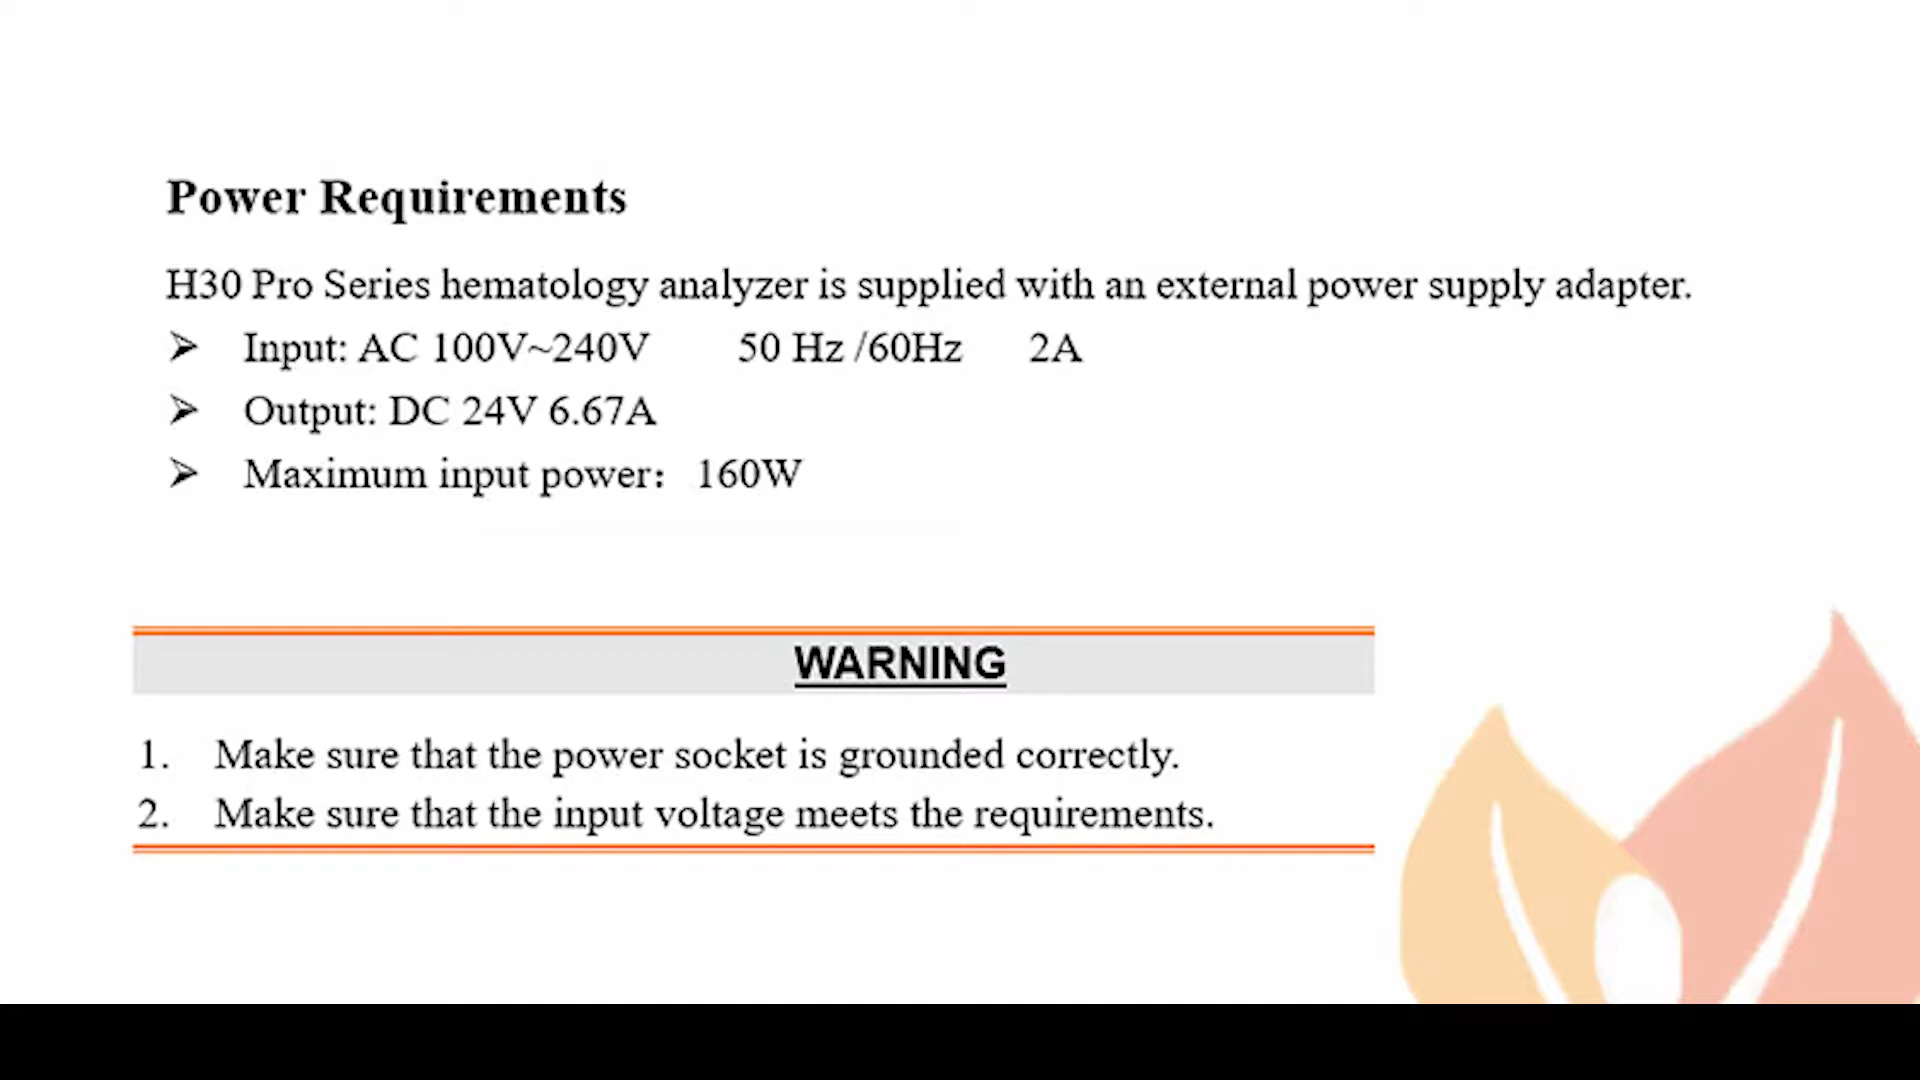 Power Requirements
H30 Pro Series hematology analyzer is supplied with an external power supply adapter.
➢ Input: AC 100V~240V 50 Hz /60Hz 2A
➢ Output: DC 24V 6.67A
➢ Maximum input power： 160W
WARNING
1. Make sure that the power socket is grounded correctly.
2. Make sure that the input voltage meets the requirements.